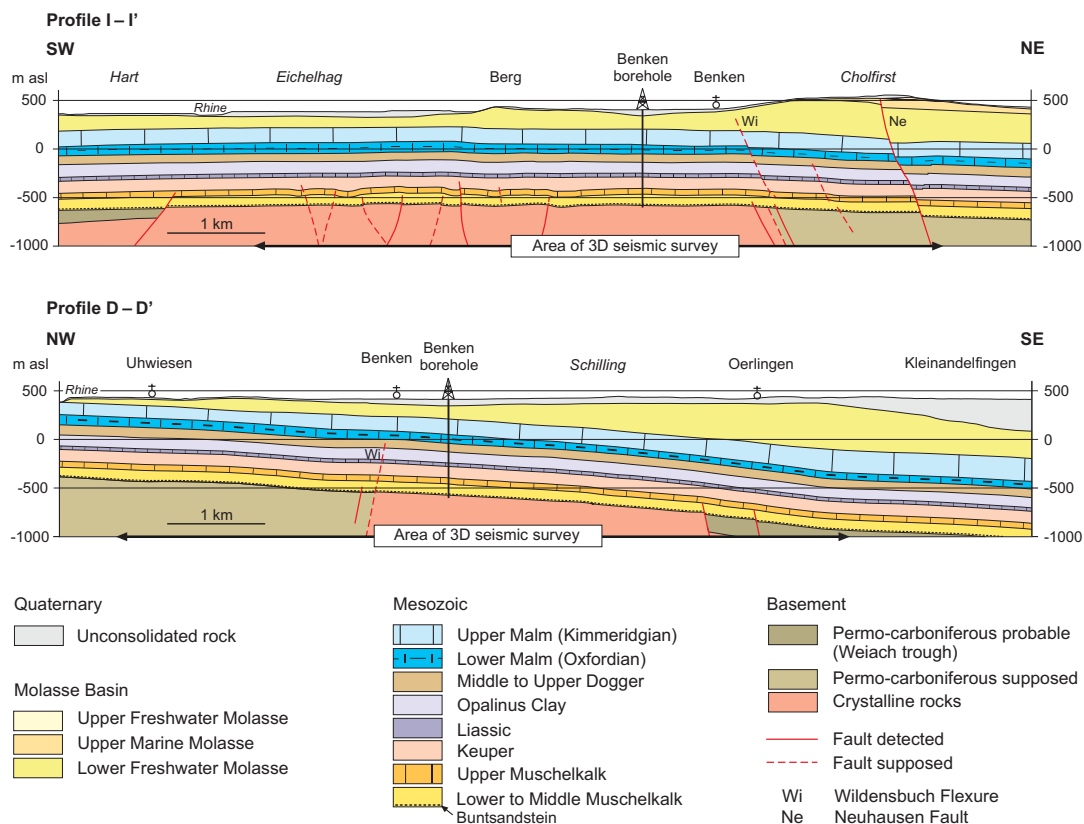 Profile I – I’
SW NE
m asl Hart Eichelhag Berg Benken borehole Benken Cholfirst
500 Rhine 500
Wi Ne
0 0
-500 -500
1 km
-1000 Area of 3D seismic survey -1000
Profile D – D’
NW SE
m asl Uhwiesen Benken Benken borehole Schilling Oerlingen Kleinandelfingen
500 Rhine 500
0 0
Wi
-500 -500
1 km
-1000 Area of 3D seismic survey -1000
Quaternary
Unconsolidated rock
Molasse Basin
Upper Freshwater Molasse
Upper Marine Molasse
Lower Freshwater Molasse
Mesozoic
Upper Malm (Kimmeridgian)
Lower Malm (Oxfordian)
Middle to Upper Dogger
Opalinus Clay
Liassic
Keuper
Upper Muschelkalk
Lower to Middle Muschelkalk
Buntsandstein
Basement
Permo-carboniferous probable
(Weiach trough)
Permo-carboniferous supposed
Crystalline rocks
Fault detected
Fault supposed
Wi Wildensbuch Flexure
Ne Neuhausen Fault